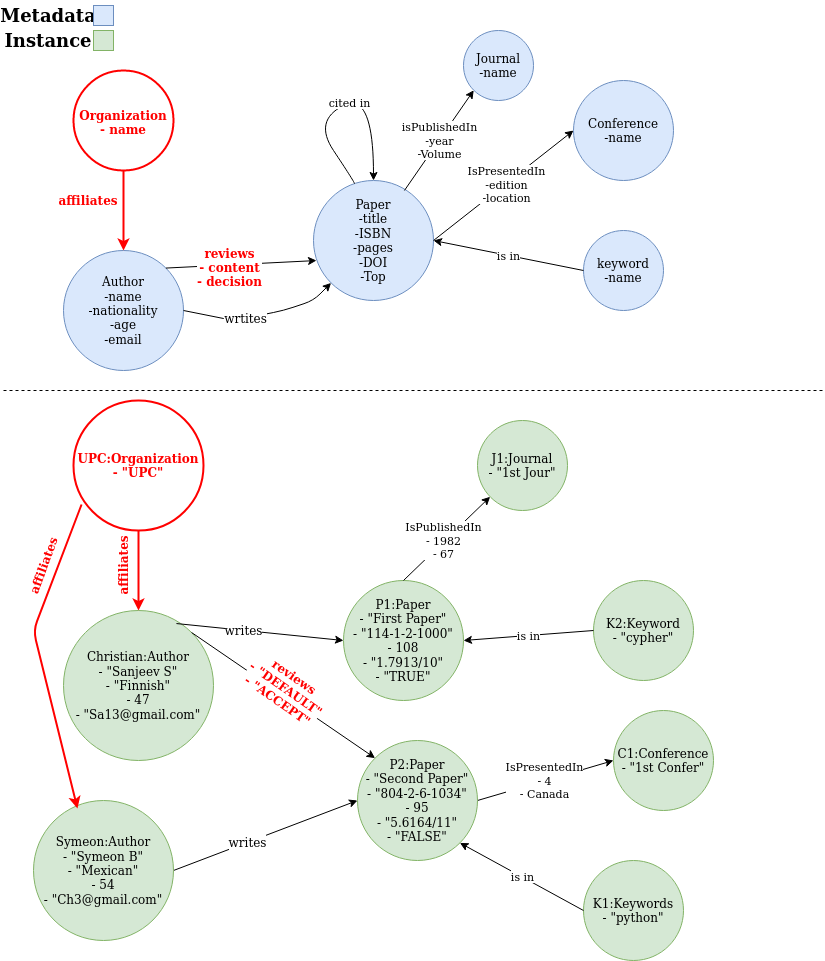 Metadata
Instance
Organization
- name
affiliates
Author
-name
-nationality
-age
-email
reviews
- content
- decision
wrtites
cited in
Paper
-title
-ISBN
-pages
-DOI
-Top
isPublishedIn
-year
-Volume
Journal
-name
IsPresentedIn
-edition
-location
Conference
-name
is in
keyword
-name
UPC:Organization
- "UPC"
affiliates
affiliates
Christian:Author
- "Sanjeev S"
- "Finnish"
- 47
- "Sa13@gmail.com"
writes
reviews
- "DEFAULT"
- "ACCEPT"
J1:Journal
- "1st Jour"
IsPublishedIn
- 1982
- 67
P1:Paper
- "First Paper"
- "114-1-2-1000"
- 108
- "1.7913/10"
- "TRUE"
is in
K2:Keyword
- "cypher"
P2:Paper
- "Second Paper"
- "804-2-6-1034"
- 95
- "5.6164/11"
- "FALSE"
IsPresentedIn
- 4
- Canada
C1:Conference
- "1st Confer"
Symeon:Author
- "Symeon B"
- "Mexican"
- 54
- "Ch3@gmail.com"
writes
is in
K1:Keywords
- "python"